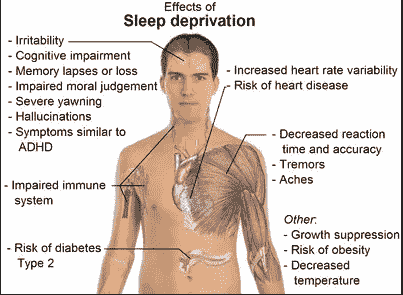 Effects of
Sleep deprivation
- Irritability
- Cognitive impairment
- Memory lapses or loss
- Impaired moral judgement
- Severe yawning
- Hallucinations
- Symptoms similar to
ADHD
- Impaired immune
system
- Risk of diabetes
Type 2
- Increased heart rate variability
- Risk of heart disease
- Decreased reaction
time and accuracy
- Tremors
- Aches
Other:
- Growth suppression
- Risk of obesity
- Decreased
temperature